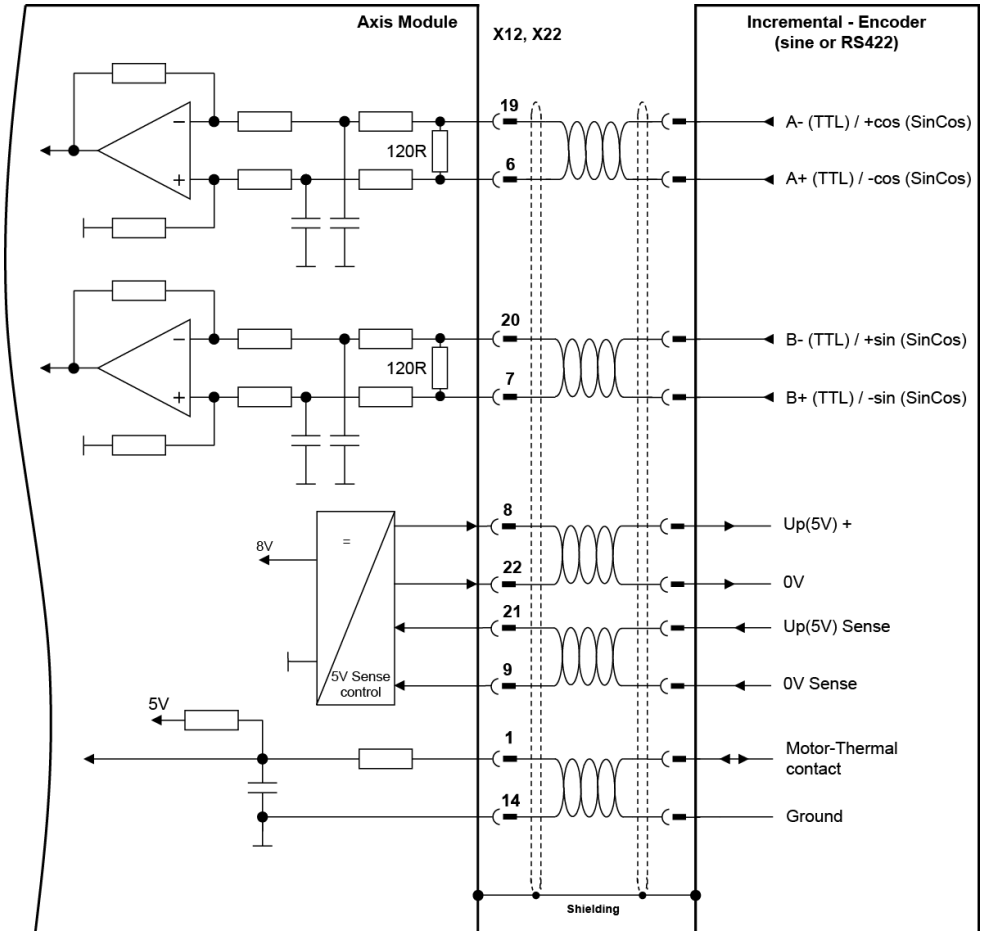 Axis Module
X12, X22
Incremental - Encoder
(sine or RS422)
19
A- (TTL) / +cos (SinCos)
120R
6
A+ (TTL) / -cos (SinCos)
−
+
20
B- (TTL) / +sin (SinCos)
120R
7
B+ (TTL) / -sin (SinCos)
−
+
8
Up(5V) +
8V
=
22
0V
21
Up(5V) Sense
5V Sense
control
9
0V Sense
5V
1
Motor-Thermal
contact
14
Ground
Shielding